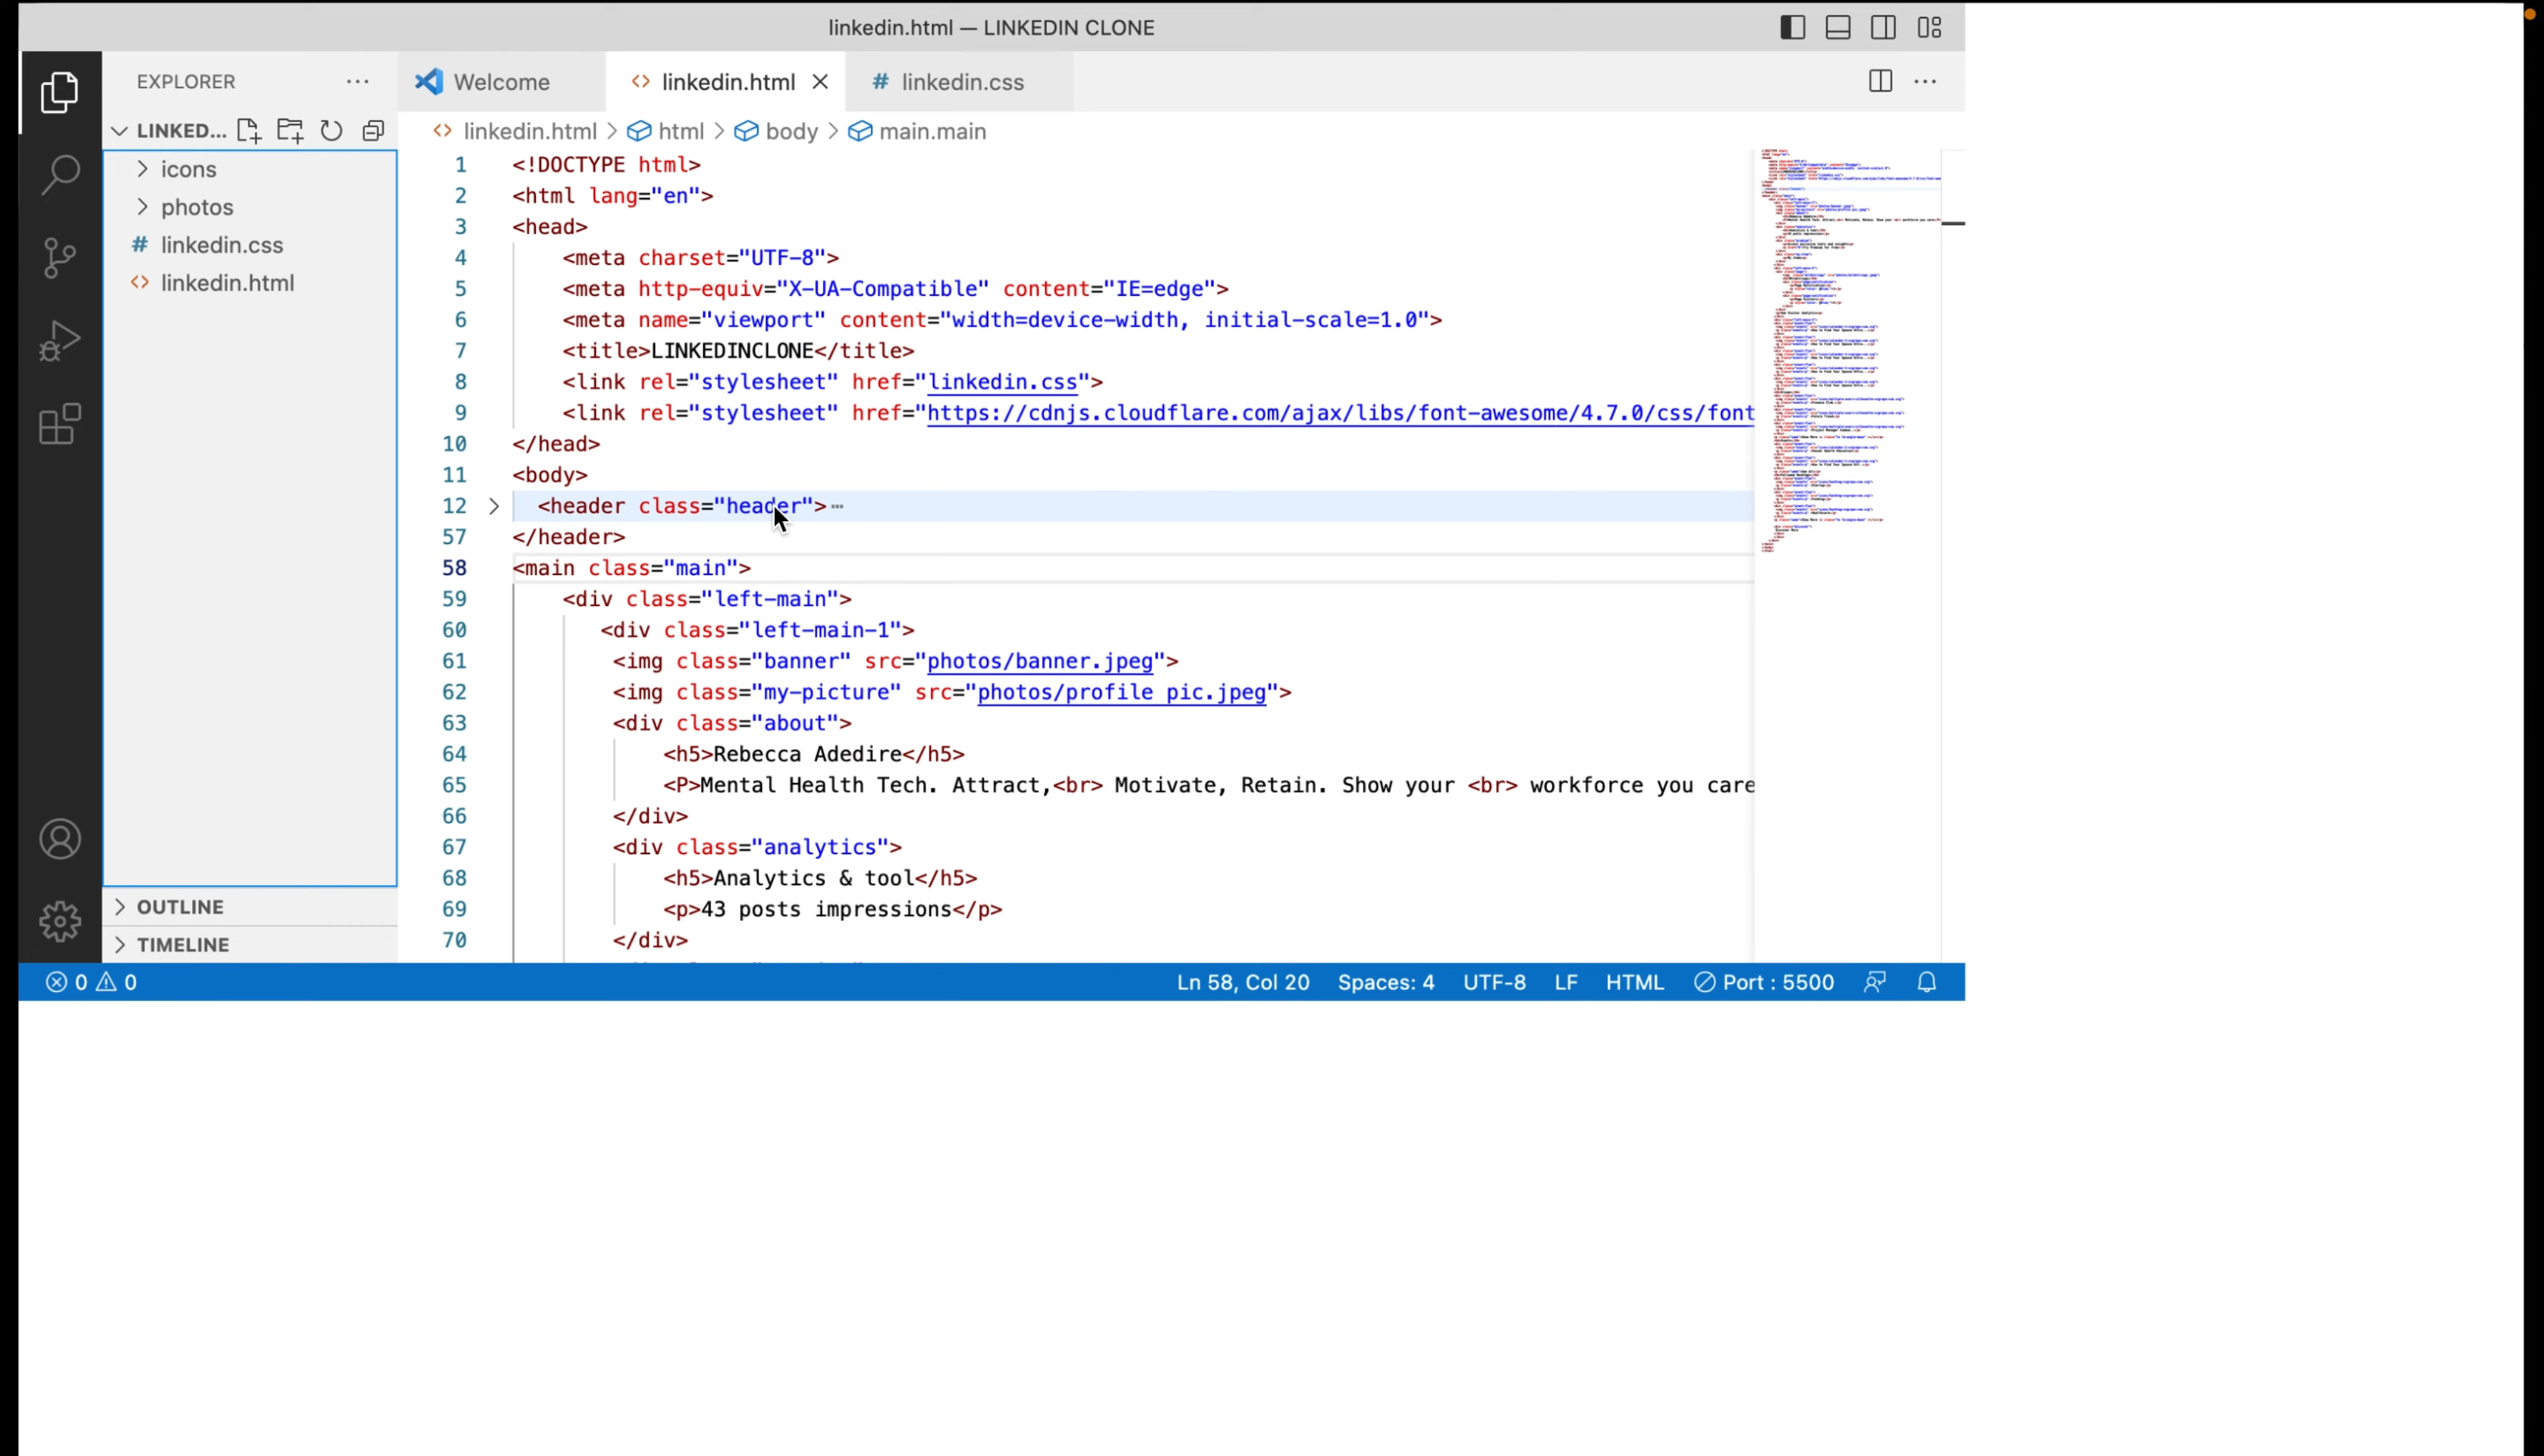 linkedin.html — LINKEDIN CLONE
EXPLORER
Welcome
linkedin.html
# linkedin.css
LINKED...
linkedin.html > html > body > main.main
icons
photos
# linkedin.css
linkedin.html
OUTLINE
TIMELINE
1 <!DOCTYPE html>
2 <html lang="en">
3 <head>
4 <meta charset="UTF-8">
5 <meta http-equiv="X-UA-Compatible" content="IE=edge">
6 <meta name="viewport" content="width=device-width, initial-scale=1.0">
7 <title>LINKEDINCLONE</title>
8 <link rel="stylesheet" href="linkedin.css">
9 <link rel="stylesheet" href="https://cdnjs.cloudflare.com/ajax/libs/font-awesome/4.7.0/css/font
10 </head>
11 <body>
12 <header class="header">
57 </header>
58 <main class="main">
59 <div class="left-main">
60 <div class="left-main-1">
61 <img class="banner" src="photos/banner.jpeg">
62 <img class="my-picture" src="photos/profile pic.jpeg">
63 <div class="about">
64 <h5>Rebecca Adedire</h5>
65 <P>Mental Health Tech. Attract,<br> Motivate, Retain. Show your <br> workforce you care
66 </div>
67 <div class="analytics">
68 <h5>Analytics & tool</h5>
69 <p>43 posts impressions</p>
70 </div>
0 0
Ln 58, Col 20 Spaces: 4 UTF-8 LF HTML Port : 5500